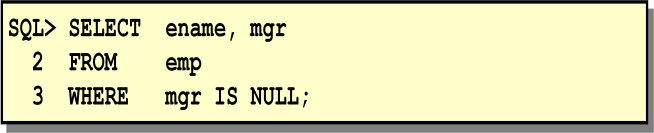 SQL> SELECT ename, mgr
2 FROM emp
3 WHERE mgr IS NULL;